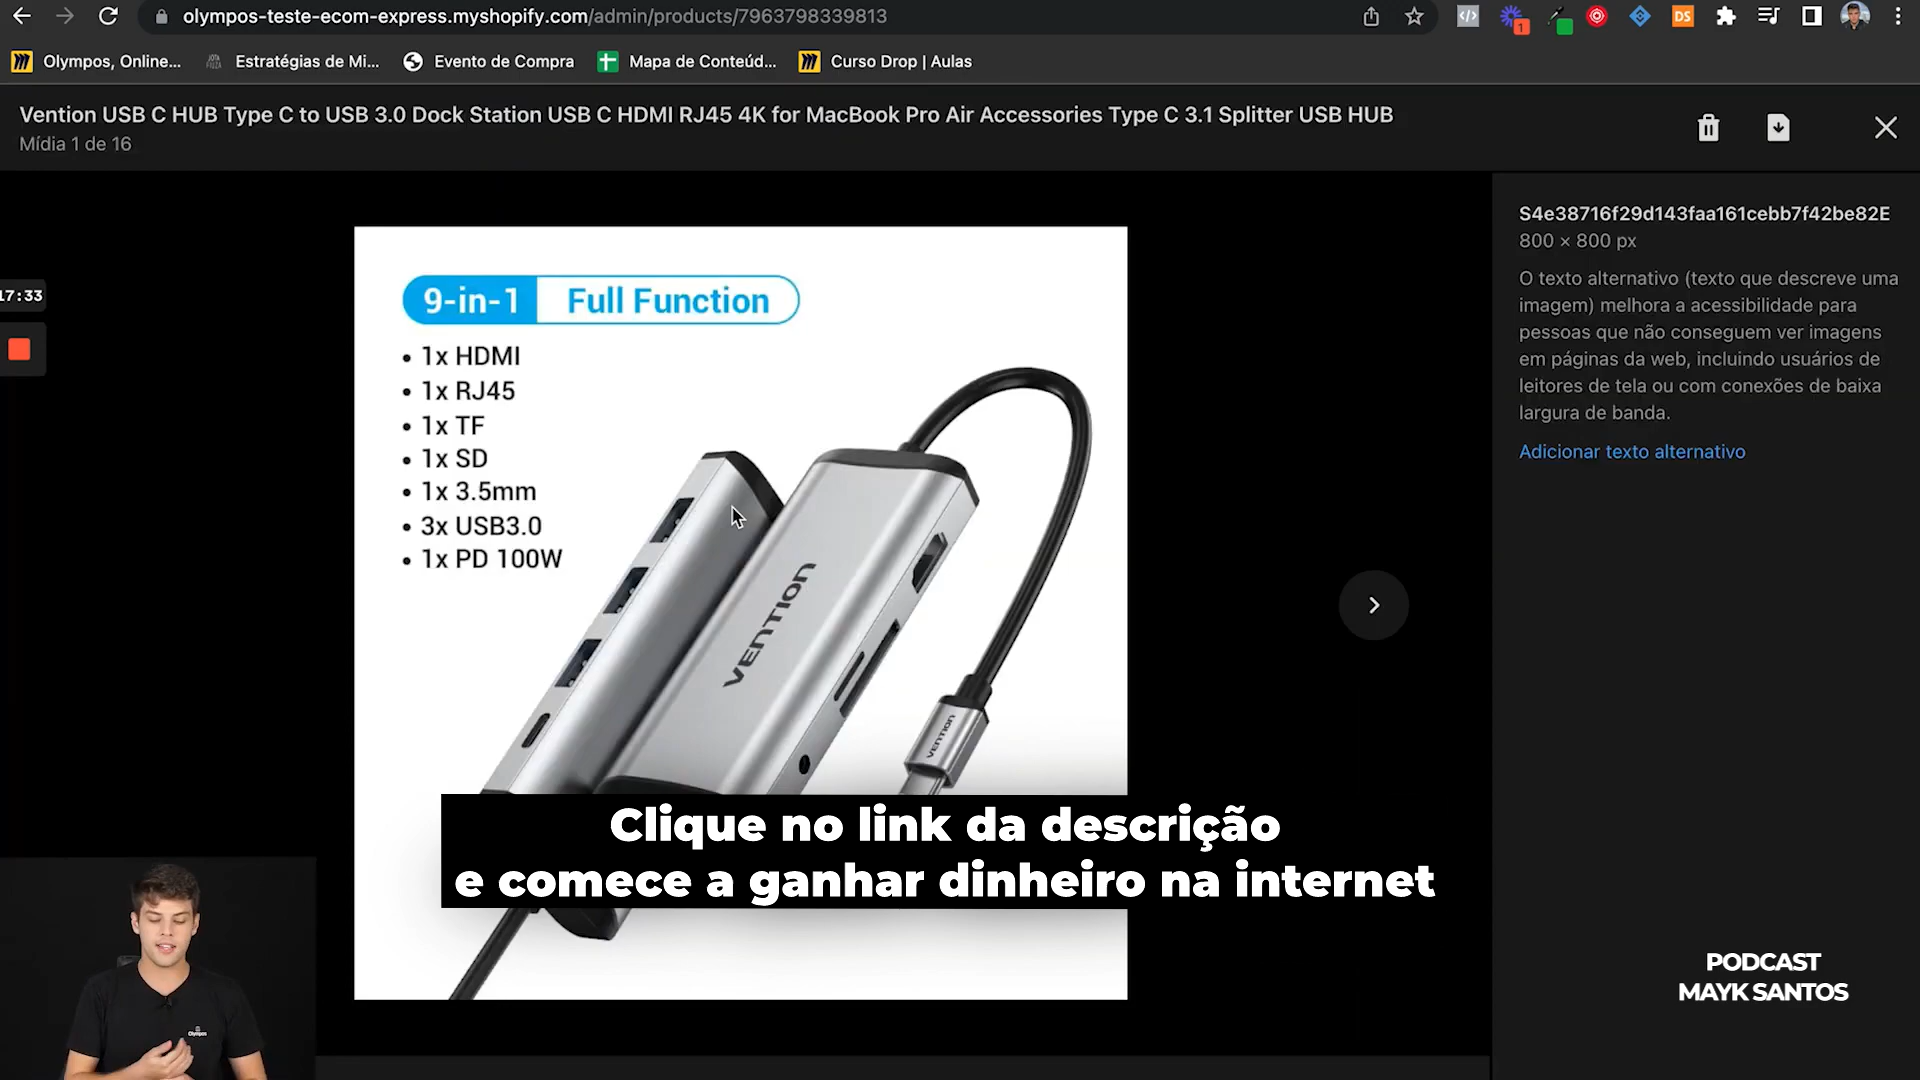 olympos-teste-ecom-express.myshopify.com/admin/products/7963798339813
1
DS
Olympos, Online...
Estratégias de Mi...
Evento de Compra
Mapa de Conteúd...
Curso Drop | Aulas
Vention USB C HUB Type C to USB 3.0 Dock Station USB C HDMI RJ45 4K for MacBook Pro Air Accessories Type C 3.1 Splitter USB HUB
Mídia 1 de 16
S4e38716f29d143faa161cebb7f42be82E
800 × 800 px
O texto alternativo (texto que descreve uma
imagem) melhora a acessibilidade para
pessoas que não conseguem ver imagens
em páginas da web, incluindo usuários de
leitores de tela ou com conexões de baixa
largura de banda.
Adicionar texto alternativo
17:33
9-in-1 Full Function
• 1x HDMI
• 1x RJ45
• 1x TF
• 1x SD
• 1x 3.5mm
• 3x USB3.0
• 1x PD 100W
VENTION
VENTION
Clique no link da descrição
e comece a ganhar dinheiro na internet
Olympos
PODCAST
MAYK SANTOS